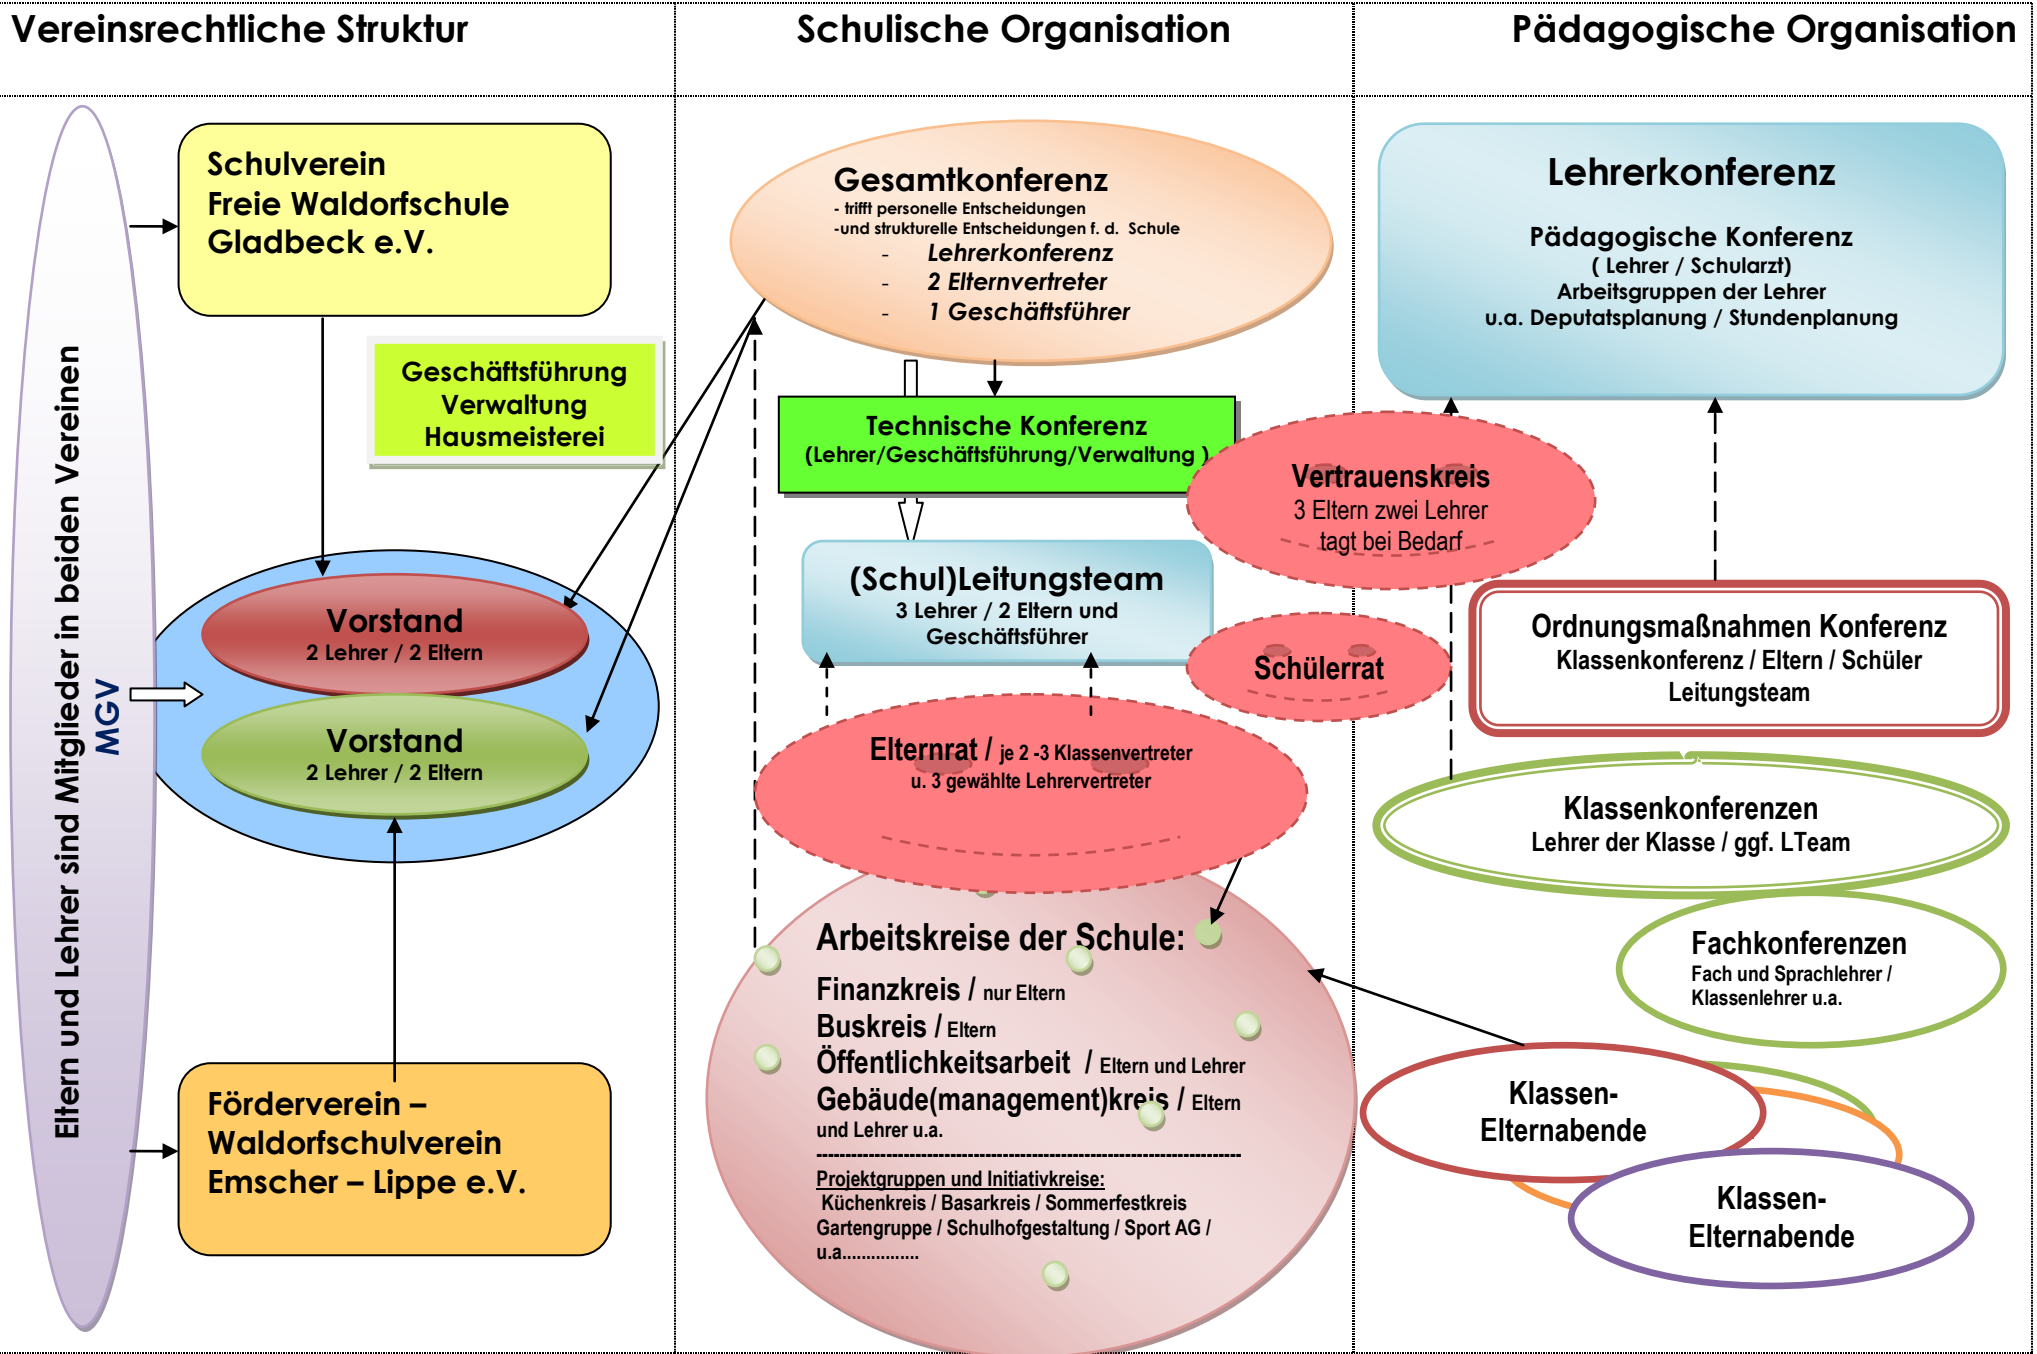 Vereinsrechtliche Struktur
Schulische Organisation
Pädagogische Organisation
Eltern und Lehrer sind Mitglieder in beiden Vereinen
MGV
Schulverein
Freie Waldorfschule
Gladbeck e.V.
Geschäftsführung
Verwaltung
Hausmeisterei
Vorstand
2 Lehrer / 2 Eltern
Vorstand
2 Lehrer / 2 Eltern
Förderverein –
Waldorfschulverein
Emscher – Lippe e.V.
Gesamtkonferenz
- trifft personelle Entscheidungen
-und strukturelle Entscheidungen f. d. Schule
- Lehrerkonferenz
- 2 Elternvertreter
- 1 Geschäftsführer
Technische Konferenz
(Lehrer/Geschäftsführung/Verwaltung )
(Schul)Leitungsteam
3 Lehrer / 2 Eltern und
Geschäftsführer
Vertrauenskreis
3 Eltern zwei Lehrer
tagt bei Bedarf
Schülerrat
Elternrat / je 2 -3 Klassenvertreter
u. 3 gewählte Lehrervertreter
Arbeitskreise der Schule:
Finanzkreis / nur Eltern
Buskreis / Eltern
Öffentlichkeitsarbeit / Eltern und Lehrer
Gebäude(management)kreis / Eltern
und Lehrer u.a.
-------------------------------------------------------------------------
Projektgruppen und Initiativkreise:
Küchenkreis / Basarkreis / Sommerfestkreis
Gartengruppe / Schulhofgestaltung / Sport AG /
u.a................
Lehrerkonferenz
Pädagogische Konferenz
( Lehrer / Schularzt)
Arbeitsgruppen der Lehrer
u.a. Deputatsplanung / Stundenplanung
Ordnungsmaßnahmen Konferenz
Klassenkonferenz / Eltern / Schüler
Leitungsteam
Klassenkonferenzen
Lehrer der Klasse / ggf. LTeam
Fachkonferenzen
Fach und Sprachlehrer /
Klassenlehrer u.a.
Klassen-
Elternabende
Klassen-
Elternabende